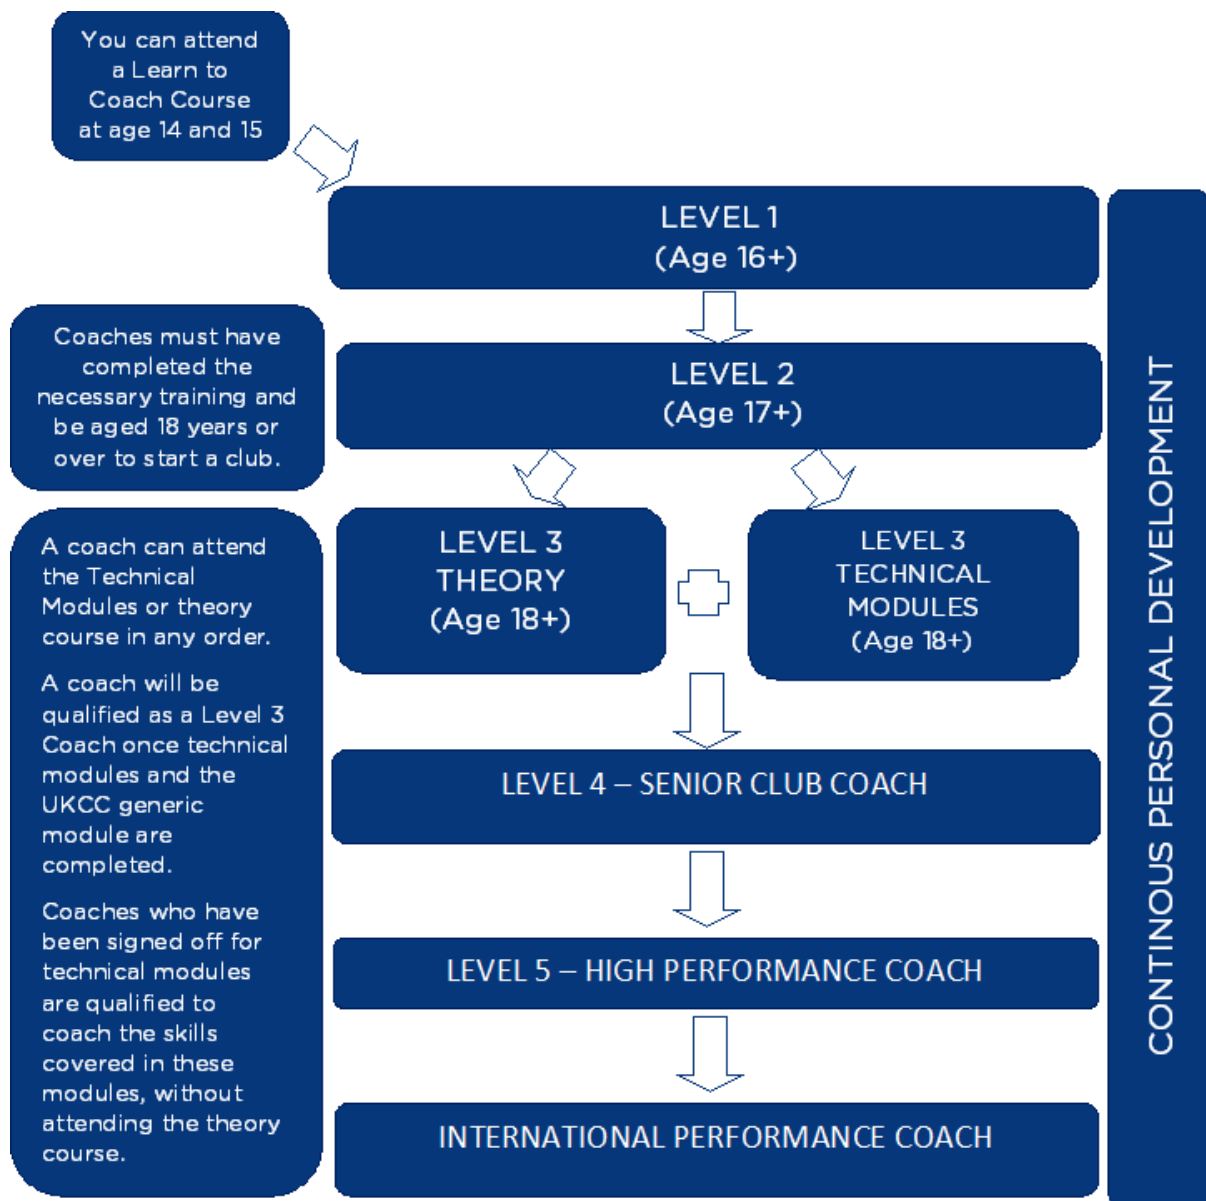 You can attend
a Learn to
Coach Course
at age 14 and 15
LEVEL 1
(Age 16+)
Coaches must have
completed the
necessary training and
be aged 18 years or
over to start a club.
LEVEL 2
(Age 17+)
A coach can attend
the Technical
Modules or theory
course in any order.
A coach will be
qualified as a Level 3
Coach once technical
modules and the
UKCC generic
module are
completed.
Coaches who have
been signed off for
technical modules
are qualified to
coach the skills
covered in these
modules, without
attending the theory
course.
LEVEL 3
THEORY
(Age 18+)
LEVEL 3
TECHNICAL
MODULES
(Age 18+)
LEVEL 4 – SENIOR CLUB COACH
LEVEL 5 – HIGH PERFORMANCE COACH
INTERNATIONAL PERFORMANCE COACH
CONTINOUS PERSONAL DEVELOPMENT